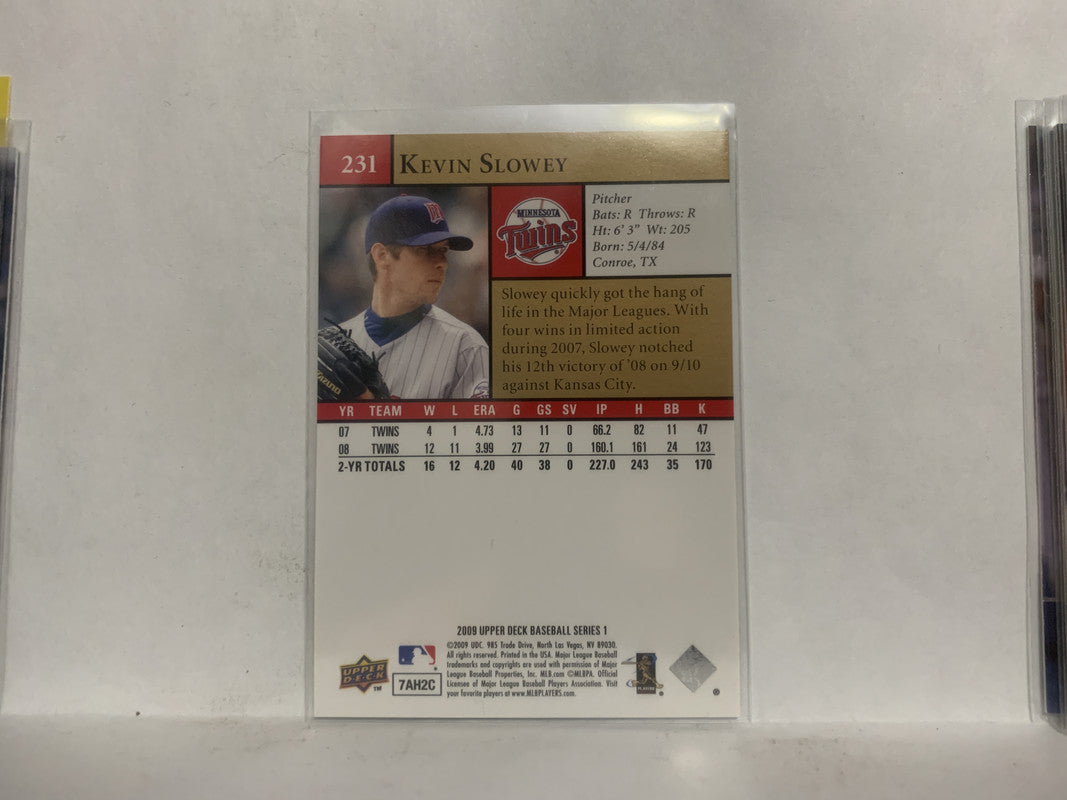 231 KEVIN SLOWEY
MINNESOTA
Twins
Pitcher
Bats: R Throws: R
Ht: 6' 3" Wt: 205
Born: 5/4/84
Conroe, TX
Slowey quickly got the hang of
life in the Major Leagues. With
four wins in limited action
during 2007, Slowey notched
his 12th victory of '08 on 9/10
against Kansas City.
YR TEAM W L ERA G GS SV IP H BB K
07 TWINS 4 1 4.73 13 11 0 66.2 82 11 47
08 TWINS 12 11 3.99 27 27 0 160.1 161 24 123
2-YR TOTALS 16 12 4.20 40 38 0 227.0 243 35 170
2009 UPPER DECK BASEBALL SERIES 1
©2009 UDC. 985 Trade Drive, North Las Vegas, NV 89030.
All rights reserved. Printed in the USA. Major League Baseball
trademarks and copyrights are used with permission of Major
League Baseball Properties, Inc. MLB.com ©MLBPA. Official
Licensee of Major League Baseball Players Association. Visit
your favorite players at www.MLBPLAYERS.com.
UPPER
DECK
TM
7AH2C